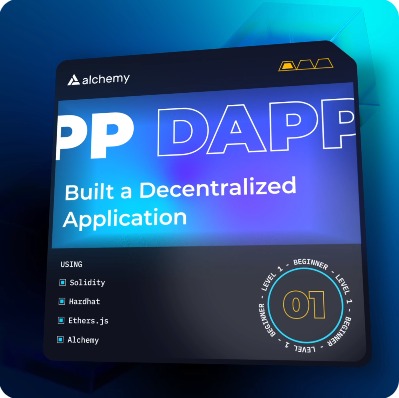 alchemy
PP DAPP
Built a Decentralized
Application
USING
Solidity
Hardhat
Ethers.js
Alchemy
BEGINNER - LEVEL 1 - BEGINNER - LEVEL 1 - BEGINNER - LEVEL 1 -
01